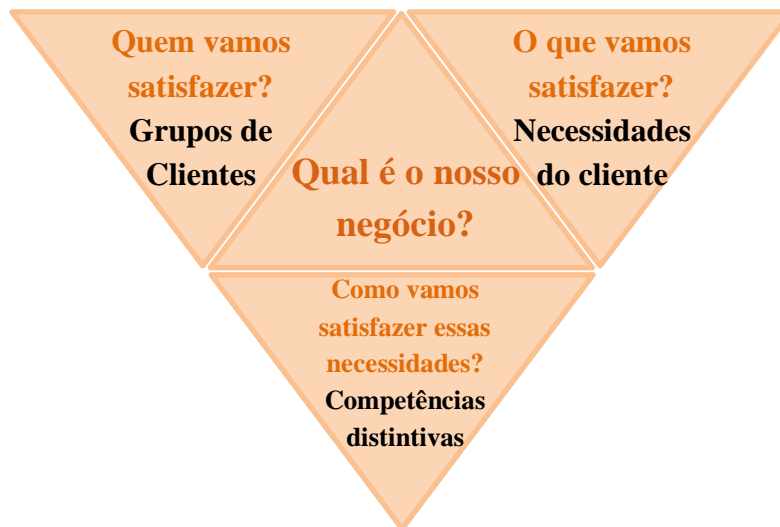 Quem vamos
satisfazer?
Grupos de
Clientes
O que vamos
satisfazer?
Necessidades
do cliente
Qual é o nosso
negócio?
Como vamos
satisfazer essas
necessidades?
Competências
distintivas